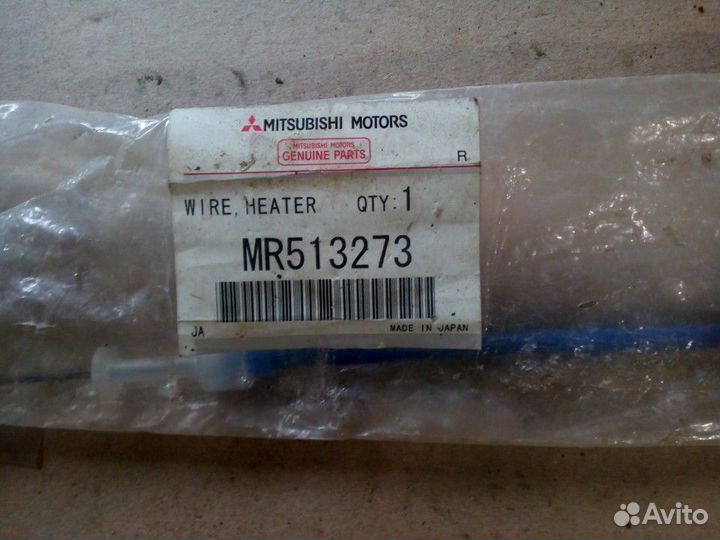 MITSUBISHI MOTORS
MITSUBISHI MOTORS
GENUINE PARTS
R
WIRE, HEATER QTY:1
MR513273
JA MADE IN JAPAN
Avito